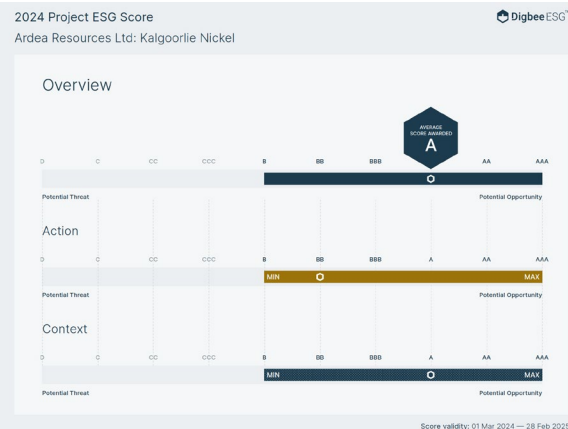 2024 Project ESG Score
Digbee ESG™
Ardea Resources Ltd: Kalgoorlie Nickel
Overview
AVERAGE
SCORE AWARDED
A
D C CC CCC B BB BBB AA AAA
Potential Threat Potential Opportunity
Action
D C CC CCC B BB BBB A AA AAA
MIN MAX
Potential Threat Potential Opportunity
Context
D C CC CCC B BB BBB A AA AAA
MIN MAX
Potential Threat Potential Opportunity
Score validity: 01 Mar 2024 — 28 Feb 2025